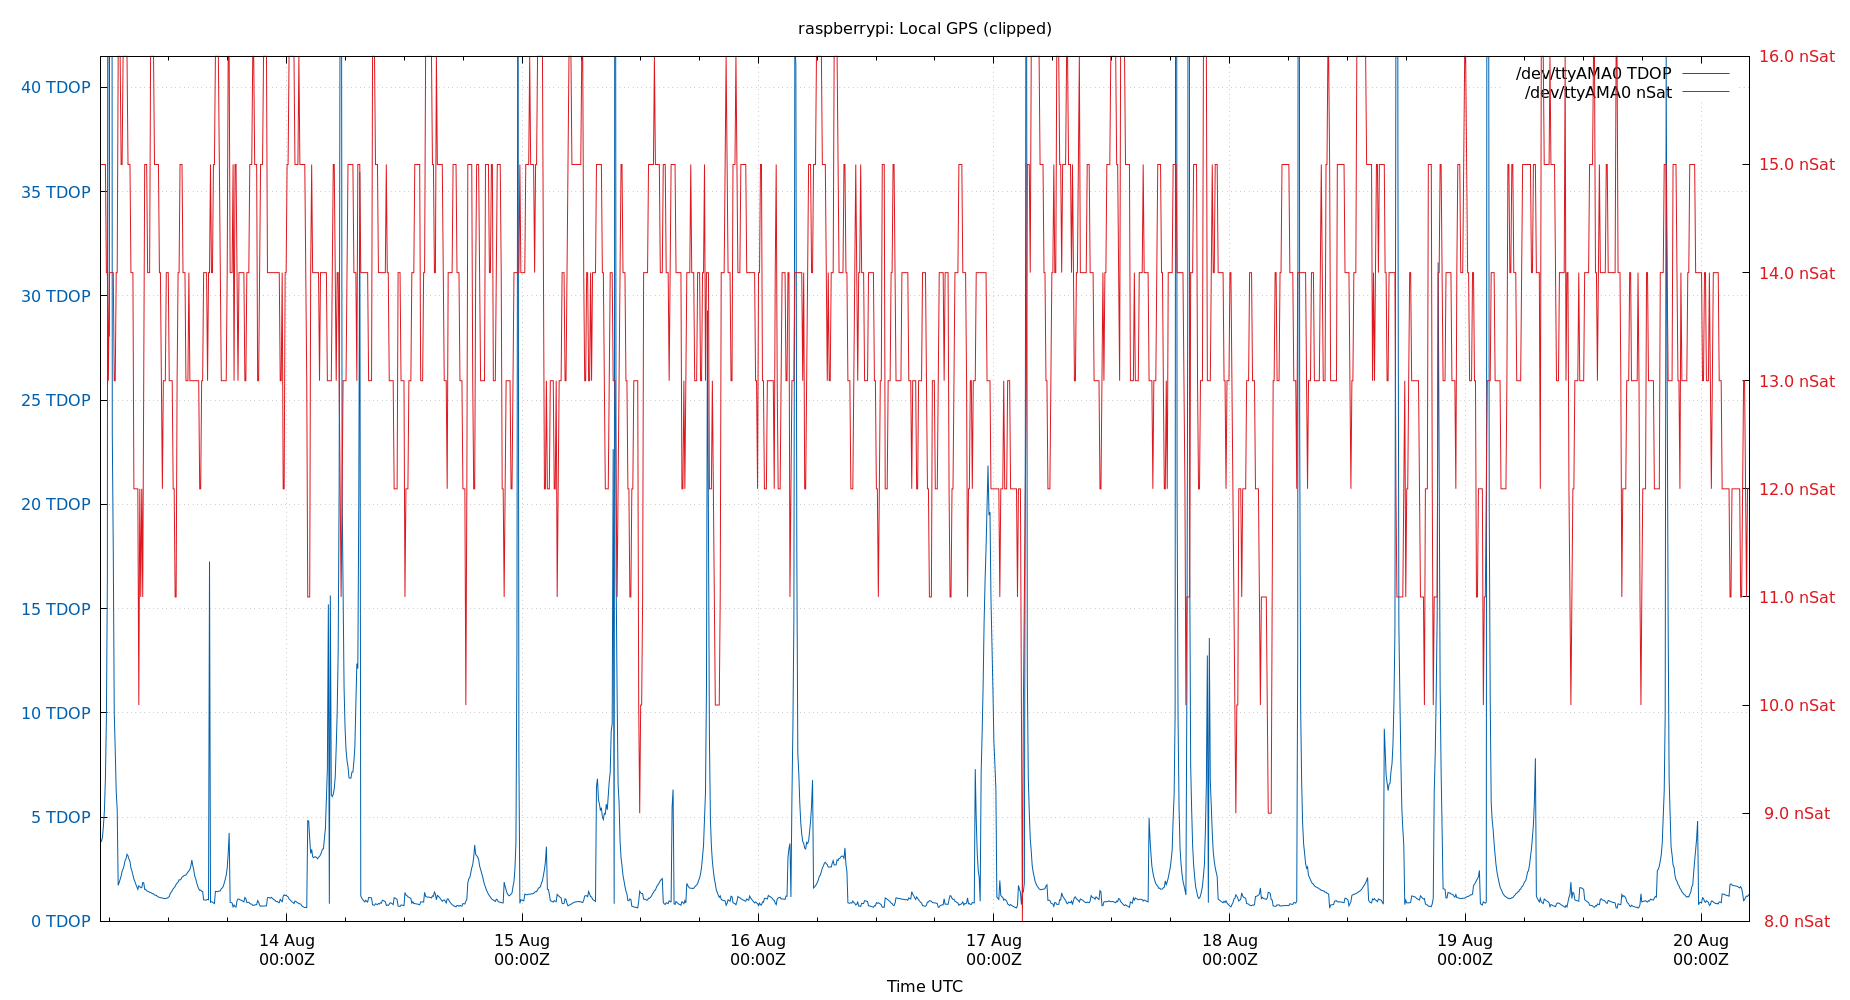 raspberrypi: Local GPS (clipped)
/dev/ttyAMA0 TDOP
/dev/ttyAMA0 nSat
40 TDOP
35 TDOP
30 TDOP
25 TDOP
20 TDOP
15 TDOP
10 TDOP
5 TDOP
0 TDOP
16.0 nSat
15.0 nSat
14.0 nSat
13.0 nSat
12.0 nSat
11.0 nSat
10.0 nSat
9.0 nSat
8.0 nSat
14 Aug 15 Aug 16 Aug 17 Aug 18 Aug 19 Aug 20 Aug
00:00Z 00:00Z 00:00Z 00:00Z 00:00Z 00:00Z 00:00Z
Time UTC